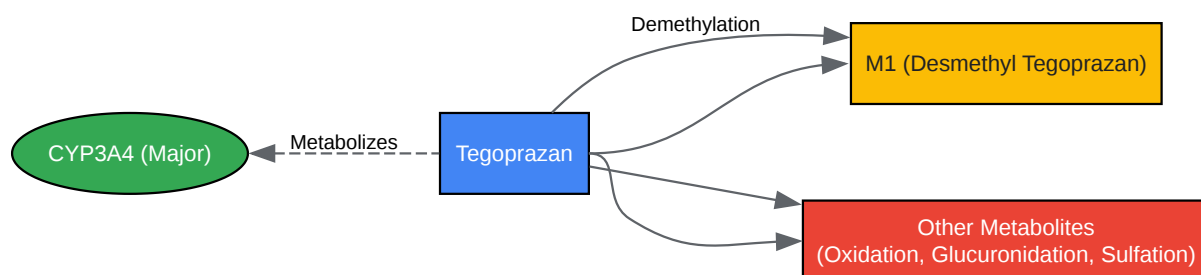 Demethylation
M1 (Desmethyl Tegoprazan)
CYP3A4 (Major)
Metabolizes
Tegoprazan
Other Metabolites
(Oxidation, Glucuronidation, Sulfation)